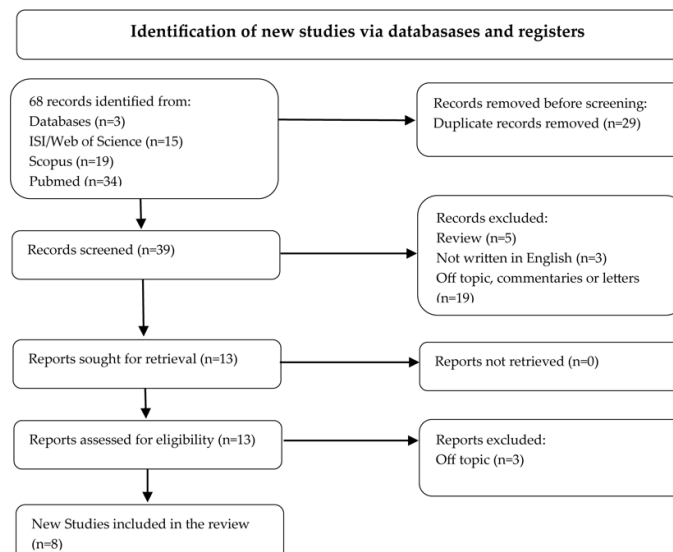 Identification of new studies via databasases and registers
68 records identified from:
Databases (n=3)
ISI/Web of Science (n=15)
Scopus (n=19)
Pubmed (n=34)
Records removed before screening:
Duplicate records removed (n=29)
Records screened (n=39)
Records excluded:
Review (n=5)
Not written in English (n=3)
Off topic, commentaries or letters
(n=19)
Reports sought for retrieval (n=13)
Reports not retrieved (n=0)
Reports assessed for eligibility (n=13)
Reports excluded:
Off topic (n=3)
New Studies included in the review
(n=8)